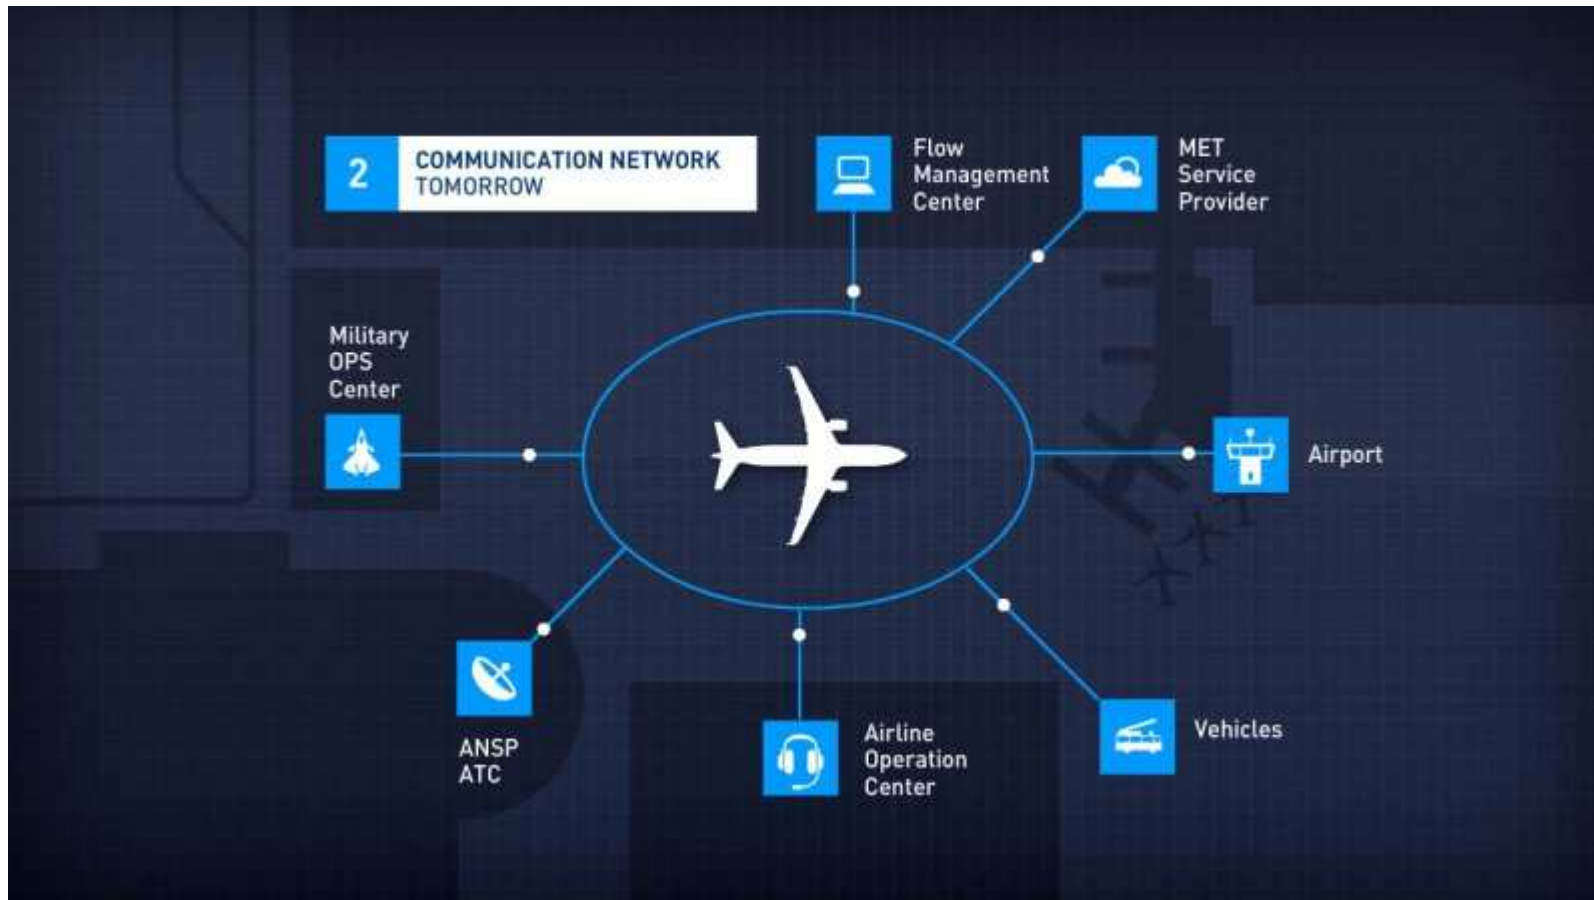 2
COMMUNICATION NETWORK
TOMORROW
Flow
Management
Center
MET
Service
Provider
Military
OPS
Center
Airport
ANSP
ATC
Airline
Operation
Center
Vehicles